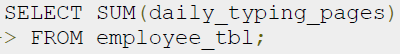 SELECT SUM(daily_typing_pages)
-> FROM employee_tbl;